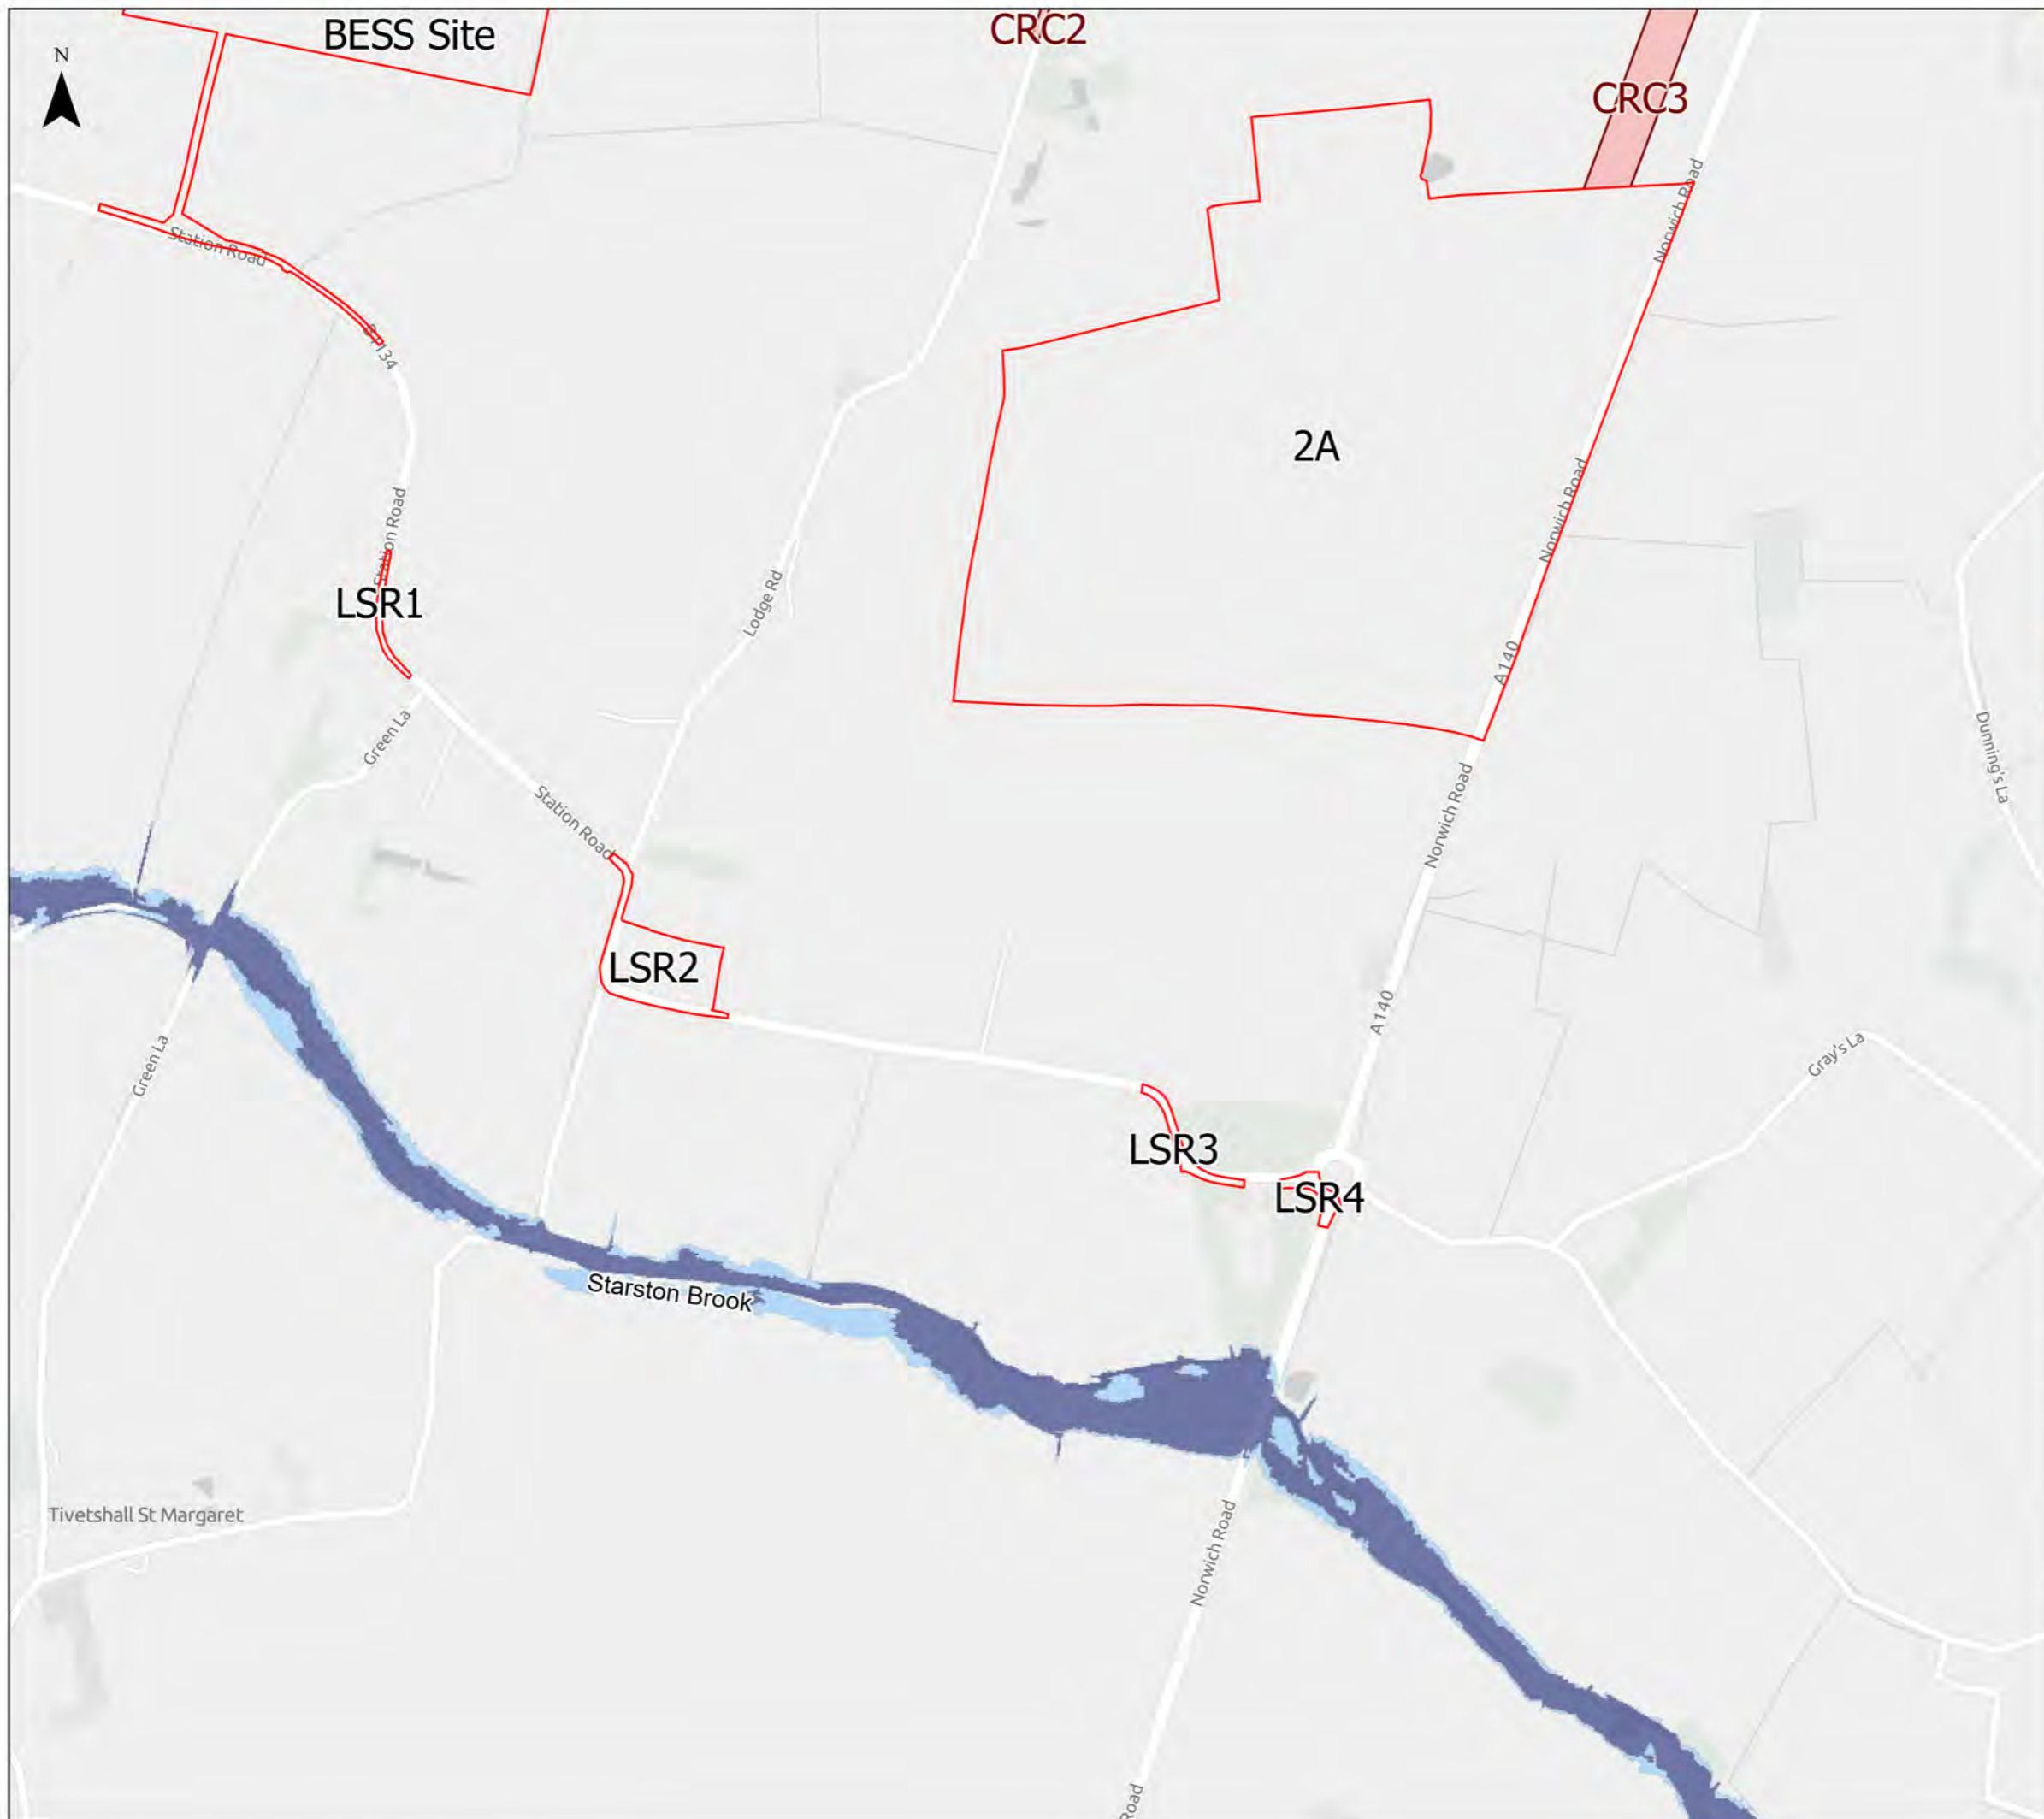 BESS Site
CRC2
N
CRC3
Norwich Road
Station Road
B1134
2A
Norwich Road
Station Road
LSR1
Lodge Rd
A140
Green La
Dunning's La
Station Road
Norwich Road
LSR2
A140
Green La
Gray's La
LSR3
LSR4
Starston Brook
Tivetshall St Margaret
Norwich Road
Road